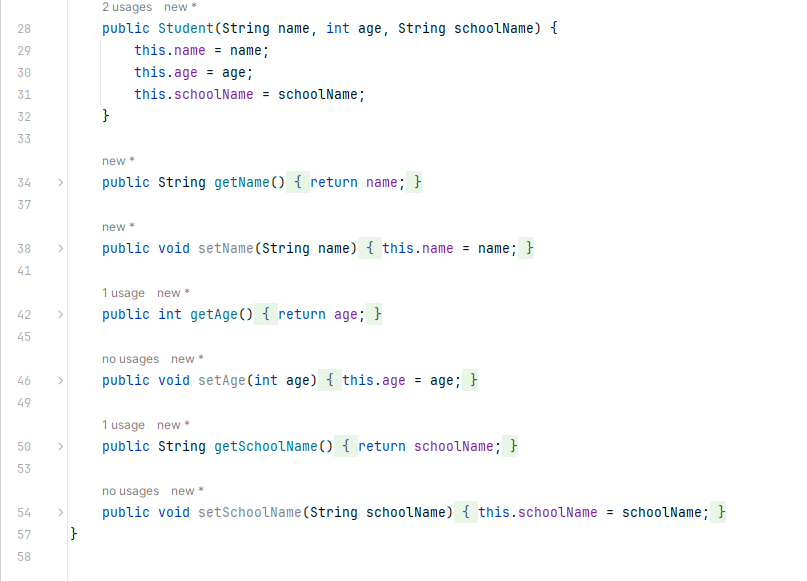 2 usages new *
28 public Student(String name, int age, String schoolName) {
29 this.name = name;
30 this.age = age;
31 this.schoolName = schoolName;
32 }
33
new *
34 public String getName() { return name; }
37
new *
38 public void setName(String name) { this.name = name; }
41
1 usage new *
42 public int getAge() { return age; }
45
no usages new *
46 public void setAge(int age) { this.age = age; }
49
1 usage new *
50 public String getSchoolName() { return schoolName; }
53
no usages new *
54 public void setSchoolName(String schoolName) { this.schoolName = schoolName; }
57 }
58